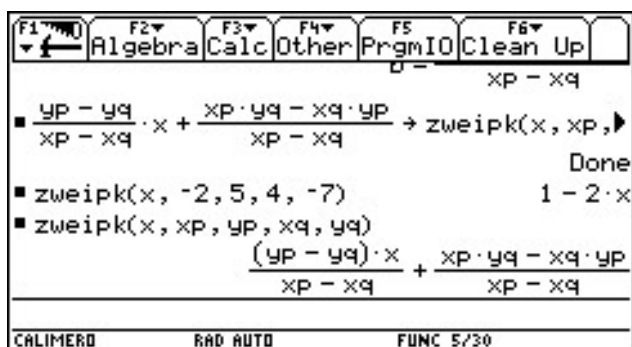 F1 F2 F3 F4 F5 F6
Algebra Calc Other PrgmIO Clean Up
xp - xq
yp - yq / xp - xq · x + xp · yq - xq · yp / xp - xq → zweipk(x, xp,
Done
zweipk(x, -2, 5, 4, -7) 1 - 2 · x
zweipk(x, xp, yp, xq, yq)
(yp - yq) · x / xp - xq + xp · yq - xq · yp / xp - xq
CALIMERO RAD AUTO FUNC 5/30